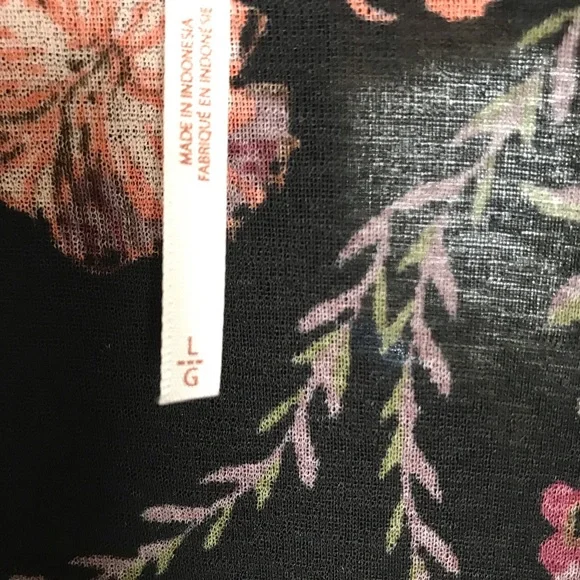 MADE IN INDONESIA
FABRIQUÉ EN INDONÉSIE
L
G